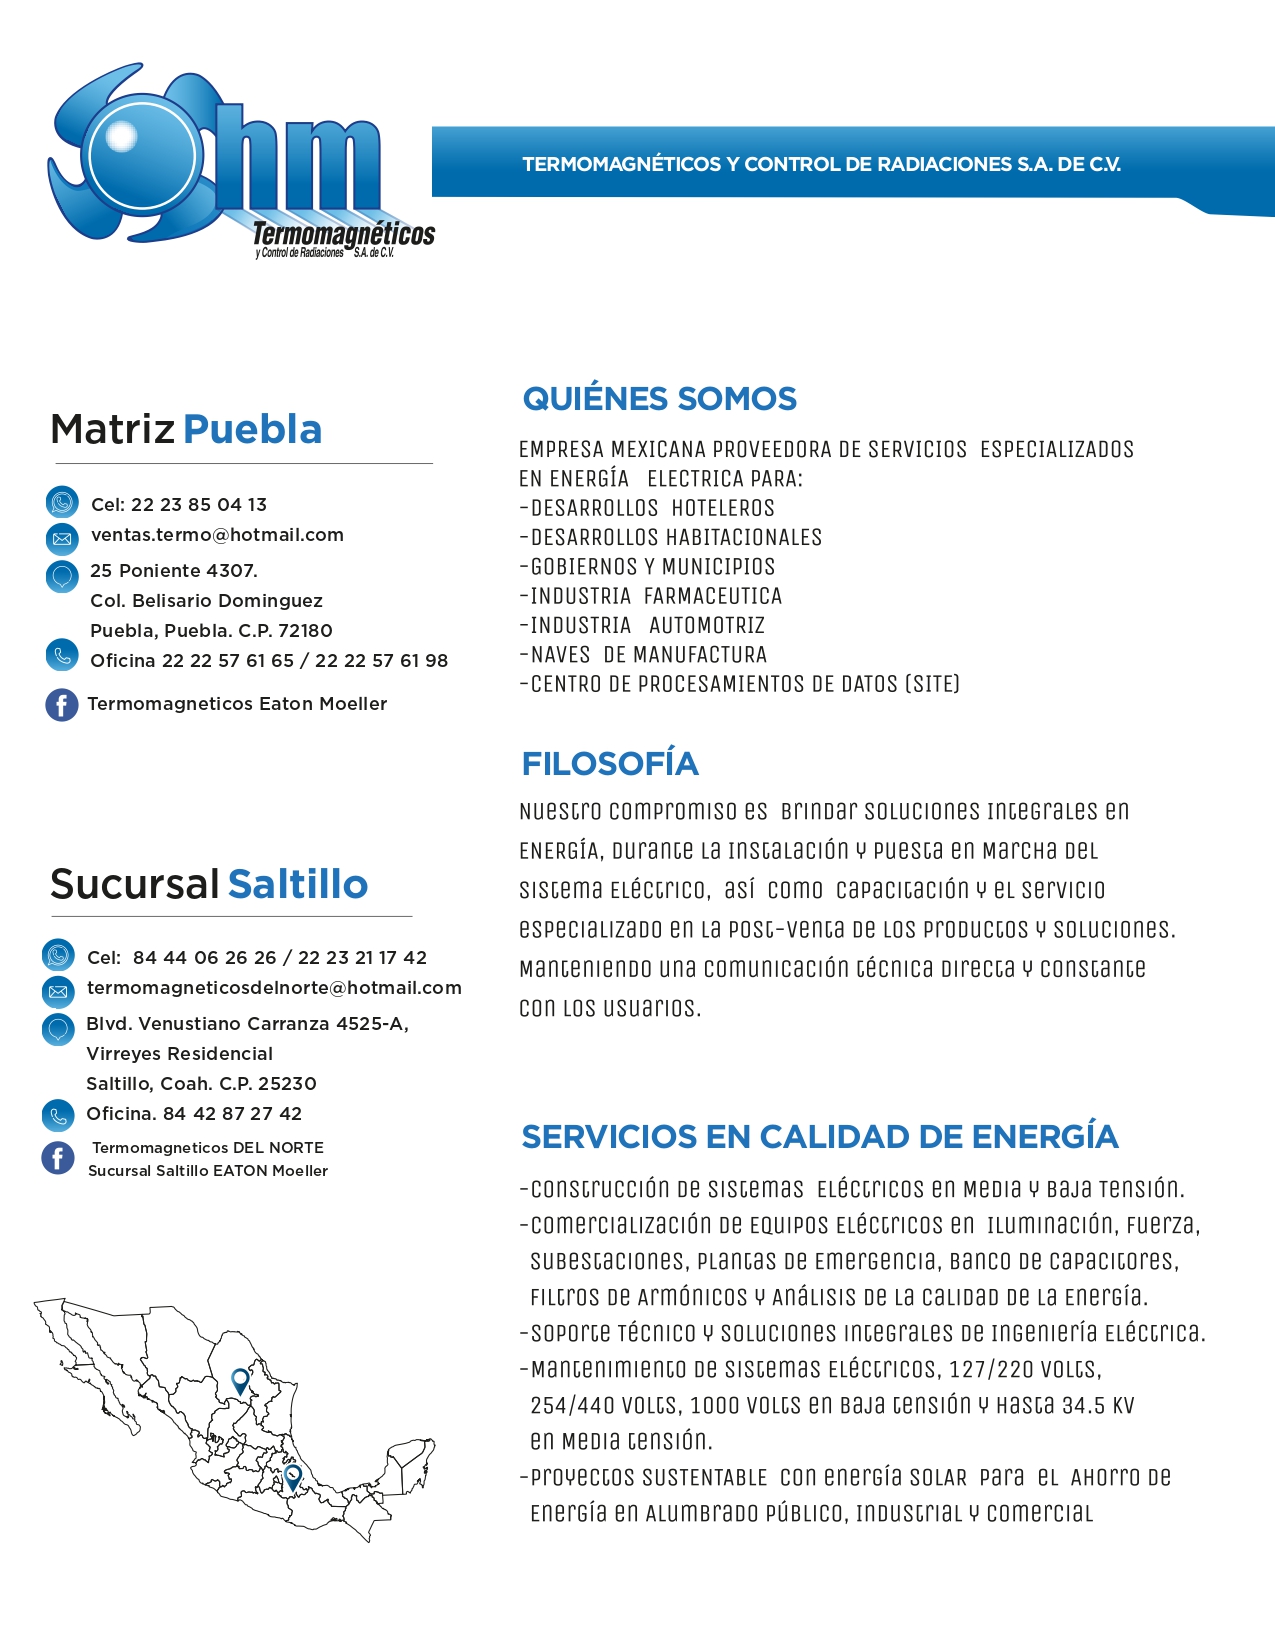 Ohm
Termomagnéticos
y Control de Radiaciones S.A. de C.V.
TERMOMAGNÉTICOS Y CONTROL DE RADIACIONES S.A. DE C.V.
Matriz Puebla
Cel: 22 23 85 04 13
ventas.termo@hotmail.com
25 Poniente 4307.
Col. Belisario Dominguez
Puebla, Puebla. C.P. 72180
Oficina 22 22 57 61 65 / 22 22 57 61 98
Termomagneticos Eaton Moeller
Sucursal Saltillo
Cel: 84 44 06 26 26 / 22 23 21 17 42
termomagneticosdelnorte@hotmail.com
Blvd. Venustiano Carranza 4525-A,
Virreyes Residencial
Saltillo, Coah. C.P. 25230
Oficina. 84 42 87 27 42
Termomagneticos DEL NORTE
Sucursal Saltillo EATON Moeller
QUIÉNES SOMOS
EMPRESA MEXICANA PROVEEDORA DE SERVICIOS ESPECIALIZADOS
EN ENERGÍA ELECTRICA PARA:
-DESARROLLOS HOTELEROS
-DESARROLLOS HABITACIONALES
-GOBIERNOS Y MUNICIPIOS
-INDUSTRIA FARMACEUTICA
-INDUSTRIA AUTOMOTRIZ
-NAVES DE MANUFACTURA
-CENTRO DE PROCESAMIENTOS DE DATOS (SITE)
FILOSOFÍA
Nuestro compromiso es Brindar Soluciones Integrales en
ENERGÍA, Durante la Instalación y Puesta en Marcha del
Sistema Eléctrico, así como capacitación y el servicio
especializado en la post-venta de los Productos y Soluciones.
Manteniendo una comunicación técnica directa y constante
con los usuarios.
SERVICIOS EN CALIDAD DE ENERGÍA
-Construcción de Sistemas Eléctricos en Media y Baja Tensión.
-Comercialización de Equipos Eléctricos en Iluminación, Fuerza,
Subestaciones, Plantas de Emergencia, Banco de Capacitores,
Filtros de Armónicos y Análisis de la Calidad de la Energía.
-Soporte Técnico y Soluciones Integrales de Ingeniería Eléctrica.
-Mantenimiento de Sistemas Eléctricos, 127/220 Volts,
254/440 Volts, 1000 Volts en Baja tensión y Hasta 34.5 KV
en Media tensión.
-Proyectos SUSTENTABLE con energía SOLAR para el AHORRO DE
Energía en Alumbrado Público, Industrial y Comercial